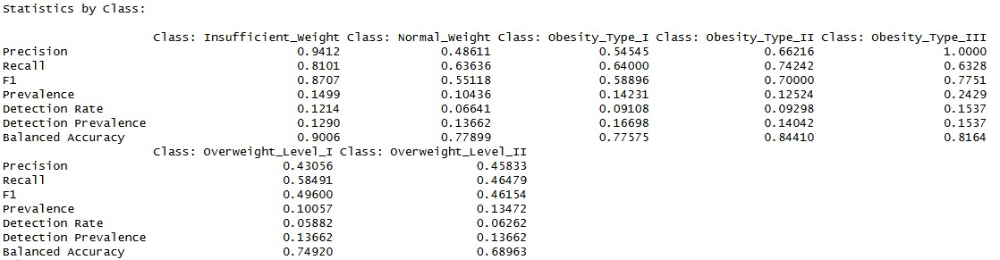 Statistics by Class:
Class: Insufficient_Weight Class: Normal_Weight Class: Obesity_Type_I Class: Obesity_Type_II Class: Obesity_Type_III
Precision 0.9412 0.48611 0.54545 0.66216 1.0000
Recall 0.8101 0.63636 0.64000 0.74242 0.6328
F1 0.8707 0.55118 0.58896 0.70000 0.7751
Prevalence 0.1499 0.10436 0.14231 0.12524 0.2429
Detection Rate 0.1214 0.06641 0.09108 0.09298 0.1537
Detection Prevalence 0.1290 0.13662 0.16698 0.14042 0.1537
Balanced Accuracy 0.9006 0.77899 0.77575 0.84410 0.8164
Class: Overweight_Level_I Class: Overweight_Level_II
Precision 0.43056 0.45833
Recall 0.58491 0.46479
F1 0.49600 0.46154
Prevalence 0.10057 0.13472
Detection Rate 0.05882 0.06262
Detection Prevalence 0.13662 0.13662
Balanced Accuracy 0.74920 0.68963